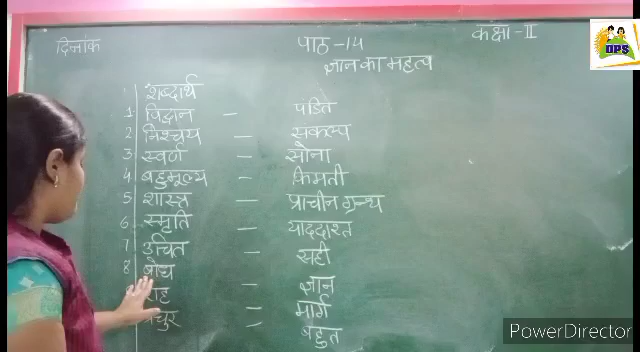 दिनांक पाठ-14 कक्षा-II
ज्ञान का महत्व
शब्दार्थ
1 विद्वान - पंडित
2 निश्चय - संकल्प
3 स्वर्ण - सोना
4 बहुमूल्य - किमती
5 शास्त्र - प्राचीन ग्रन्थ
6 स्मृति - याददाश्त
7 उचित - सही
8 बोध - ज्ञान
राह - मार्ग
प्रचुर = बहुत
DPS
PowerDirector